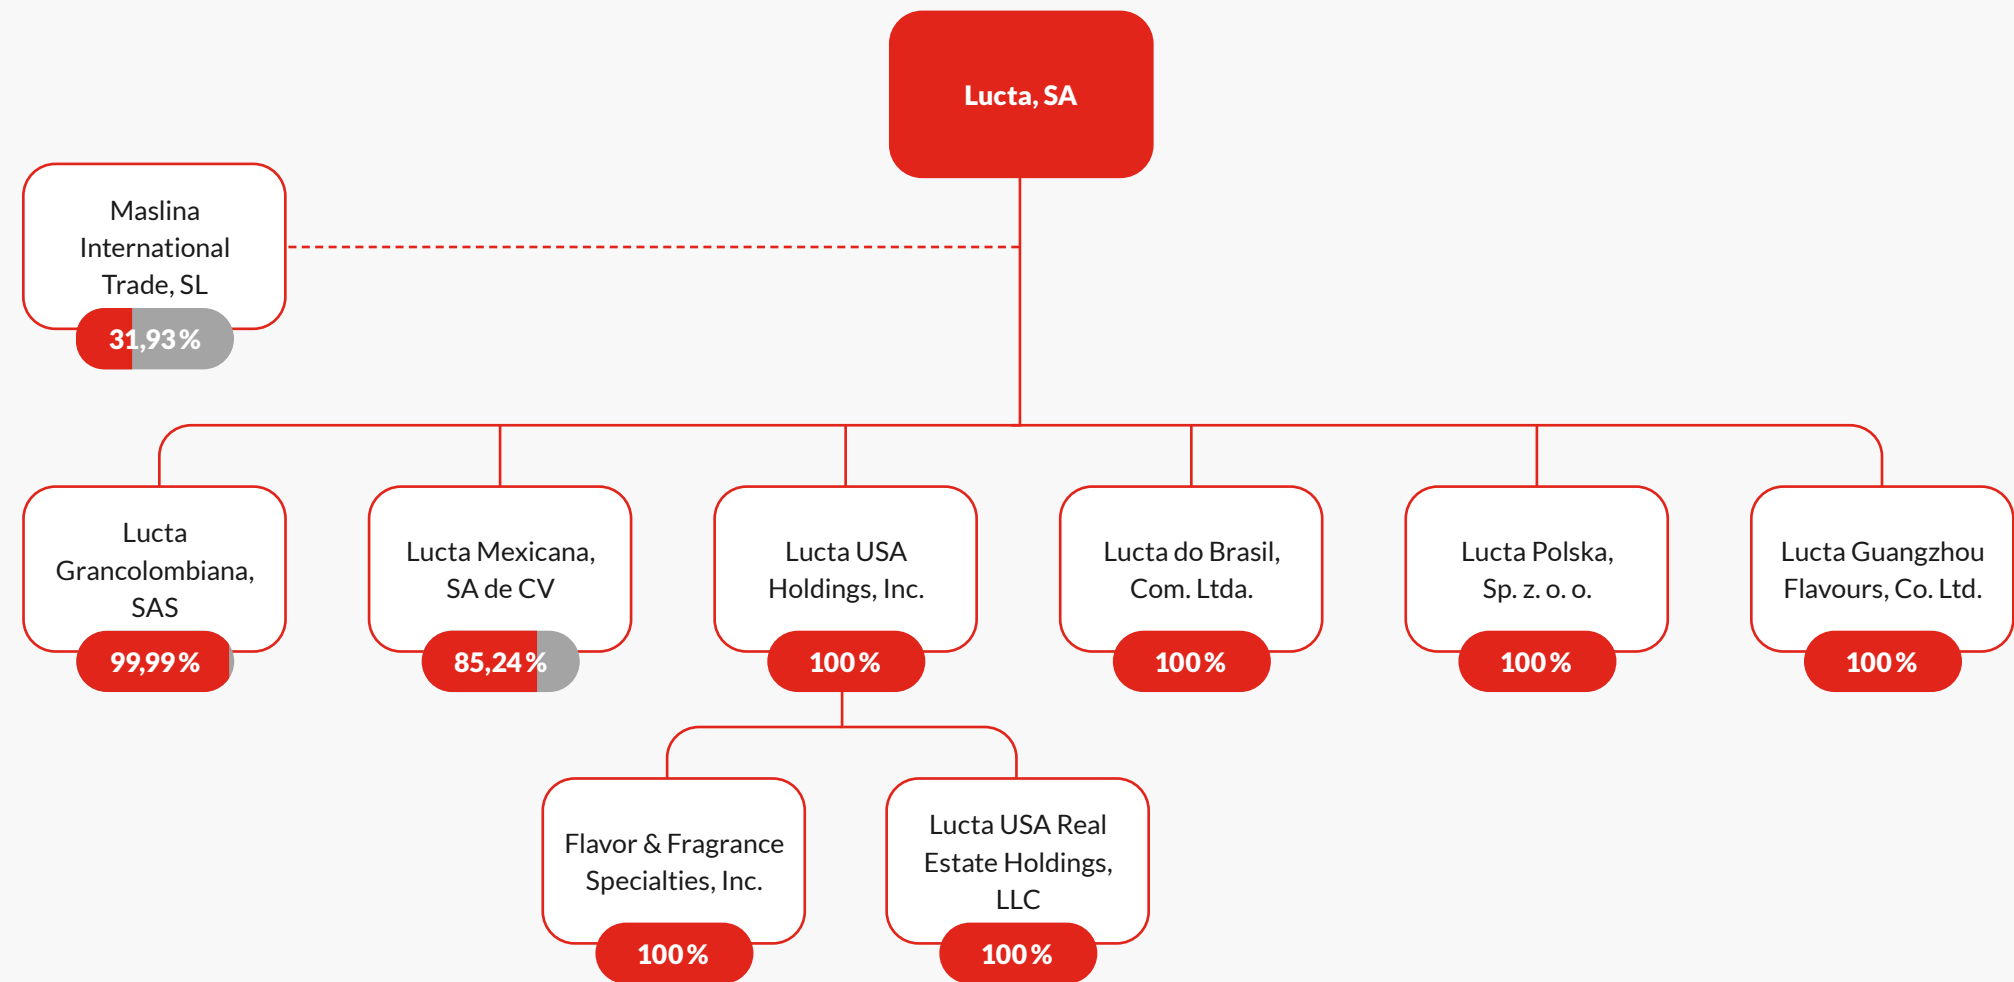 Lucta, SA
Maslina
International
Trade, SL
31,93%
Lucta
Grancolombiana,
SAS
99,99%
Lucta Mexicana,
SA de CV
85,24%
Lucta USA
Holdings, Inc.
100%
Lucta do Brasil,
Com. Ltda.
100%
Lucta Polska,
Sp. z. o. o.
100%
Lucta Guangzhou
Flavours, Co. Ltd.
100%
Flavor & Fragrance
Specialties, Inc.
100%
Lucta USA Real
Estate Holdings,
LLC
100%